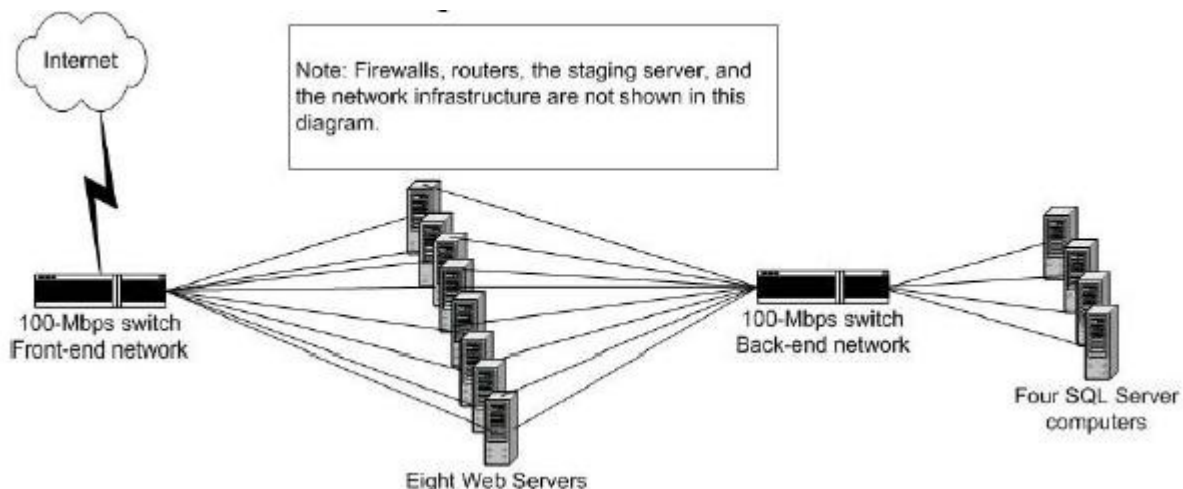 Internet
Note: Firewalls, routers, the staging server, and
the network infrastructure are not shown in this
diagram.
100-Mbps switch
Front-end network
100-Mbps switch
Back-end network
Four SQL Server
computers
Eight Web Servers